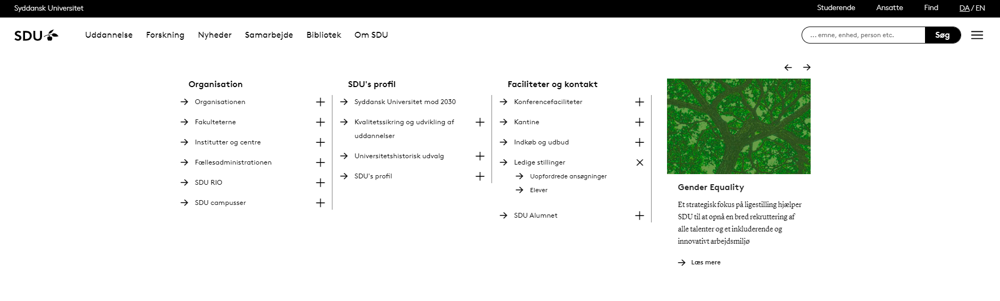 Syddansk Universitet
Studerende
Ansatte
Find
DA / EN
SDU
Uddannelse
Forskning
Nyheder
Samarbejde
Bibliotek
Om SDU
... emne, enhed, person etc.
Søg
Organisation
Organisationen
Fakulteterne
Institutter og centre
Fællesadministrationen
SDU RIO
SDU campusser
SDU's profil
Syddansk Universitet mod 2030
Kvalitetssikring og udvikling af
uddannelser
Universitetshistorisk udvalg
SDU's profil
Faciliteter og kontakt
Konferencefaciliteter
Kantine
Indkøb og udbud
Ledige stillinger
Uopfordrede ansøgninger
Elever
SDU Alumnet
Gender Equality
Et strategisk fokus på ligestilling hjælper
SDU til at opnå en bred rekruttering af
alle talenter og et inkluderende og
innovativt arbejdsmiljø
Læs mere